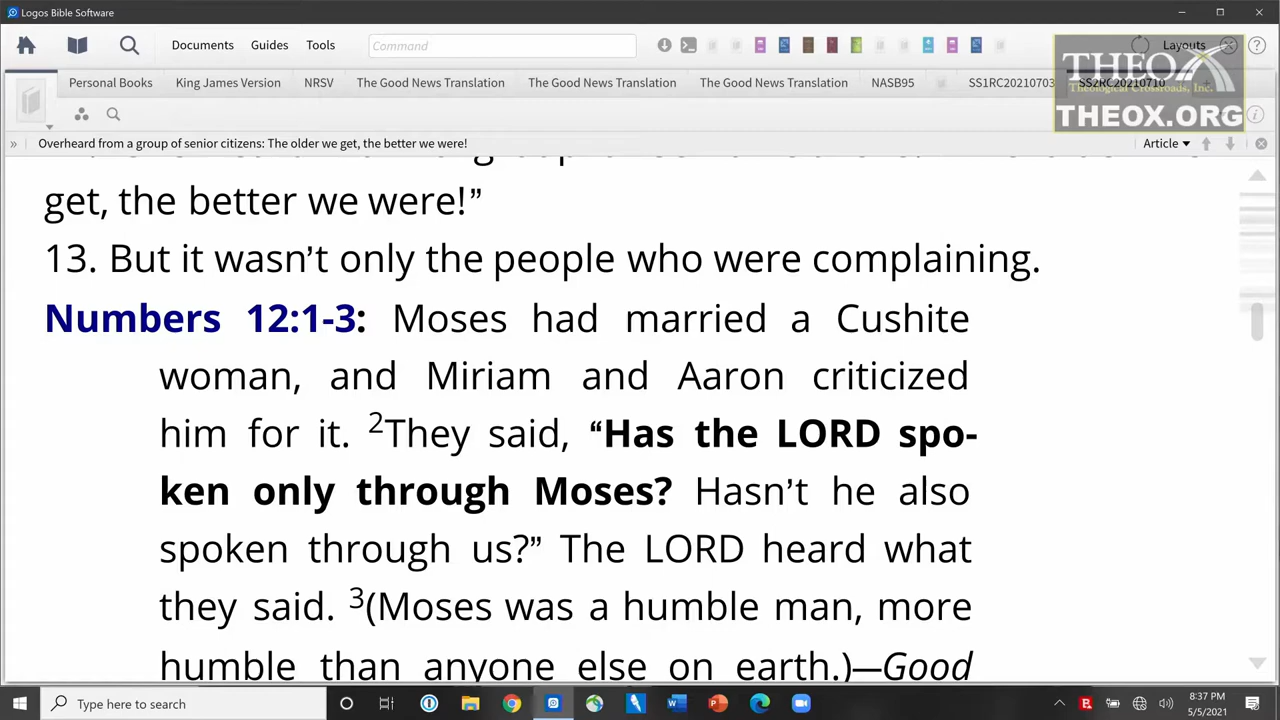 Logos Bible Software
Documents Guides Tools Command Layouts
Personal Books King James Version NRSV The Good News Translation The Good News Translation The Good News Translation NASB95 SS1RC20210703 SS2RC20210710
THEOX
Theological Crossroads, Inc.
THEOX.ORG
Overheard from a group of senior citizens: The older we get, the better we were! Article
get, the better we were!”
13. But it wasn’t only the people who were complaining.
Numbers 12:1-3: Moses had married a Cushite
woman, and Miriam and Aaron criticized
him for it. 2They said, “Has the LORD spo-
ken only through Moses? Hasn’t he also
spoken through us?” The LORD heard what
they said. 3(Moses was a humble man, more
humble than anyone else on earth.)—Good
Type here to search
8:37 PM
5/5/2021